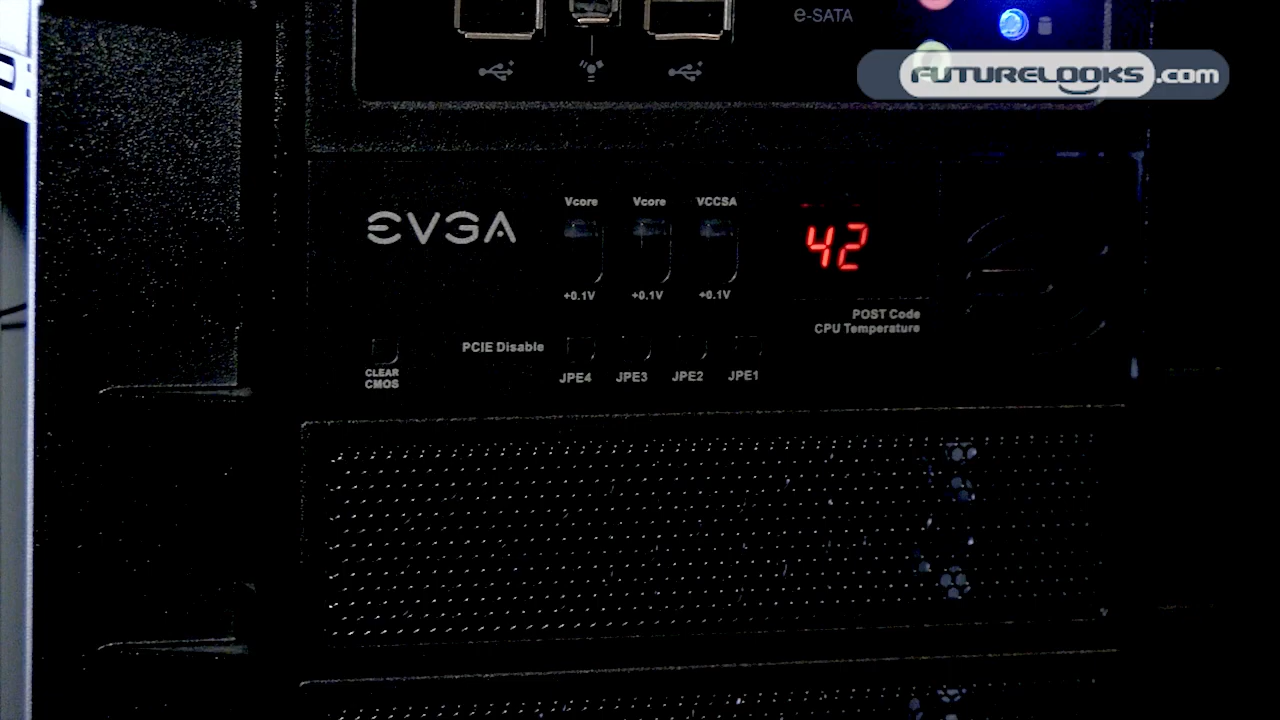 e-SATA
FUTURELOOKS.com
EVGA
Vcore Vcore VCCSA
42
+0.1V +0.1V +0.1V
POST Code
CPU Temperature
PCIE Disable
CLEAR
CMOS
JPE4 JPE3 JPE2 JPE1